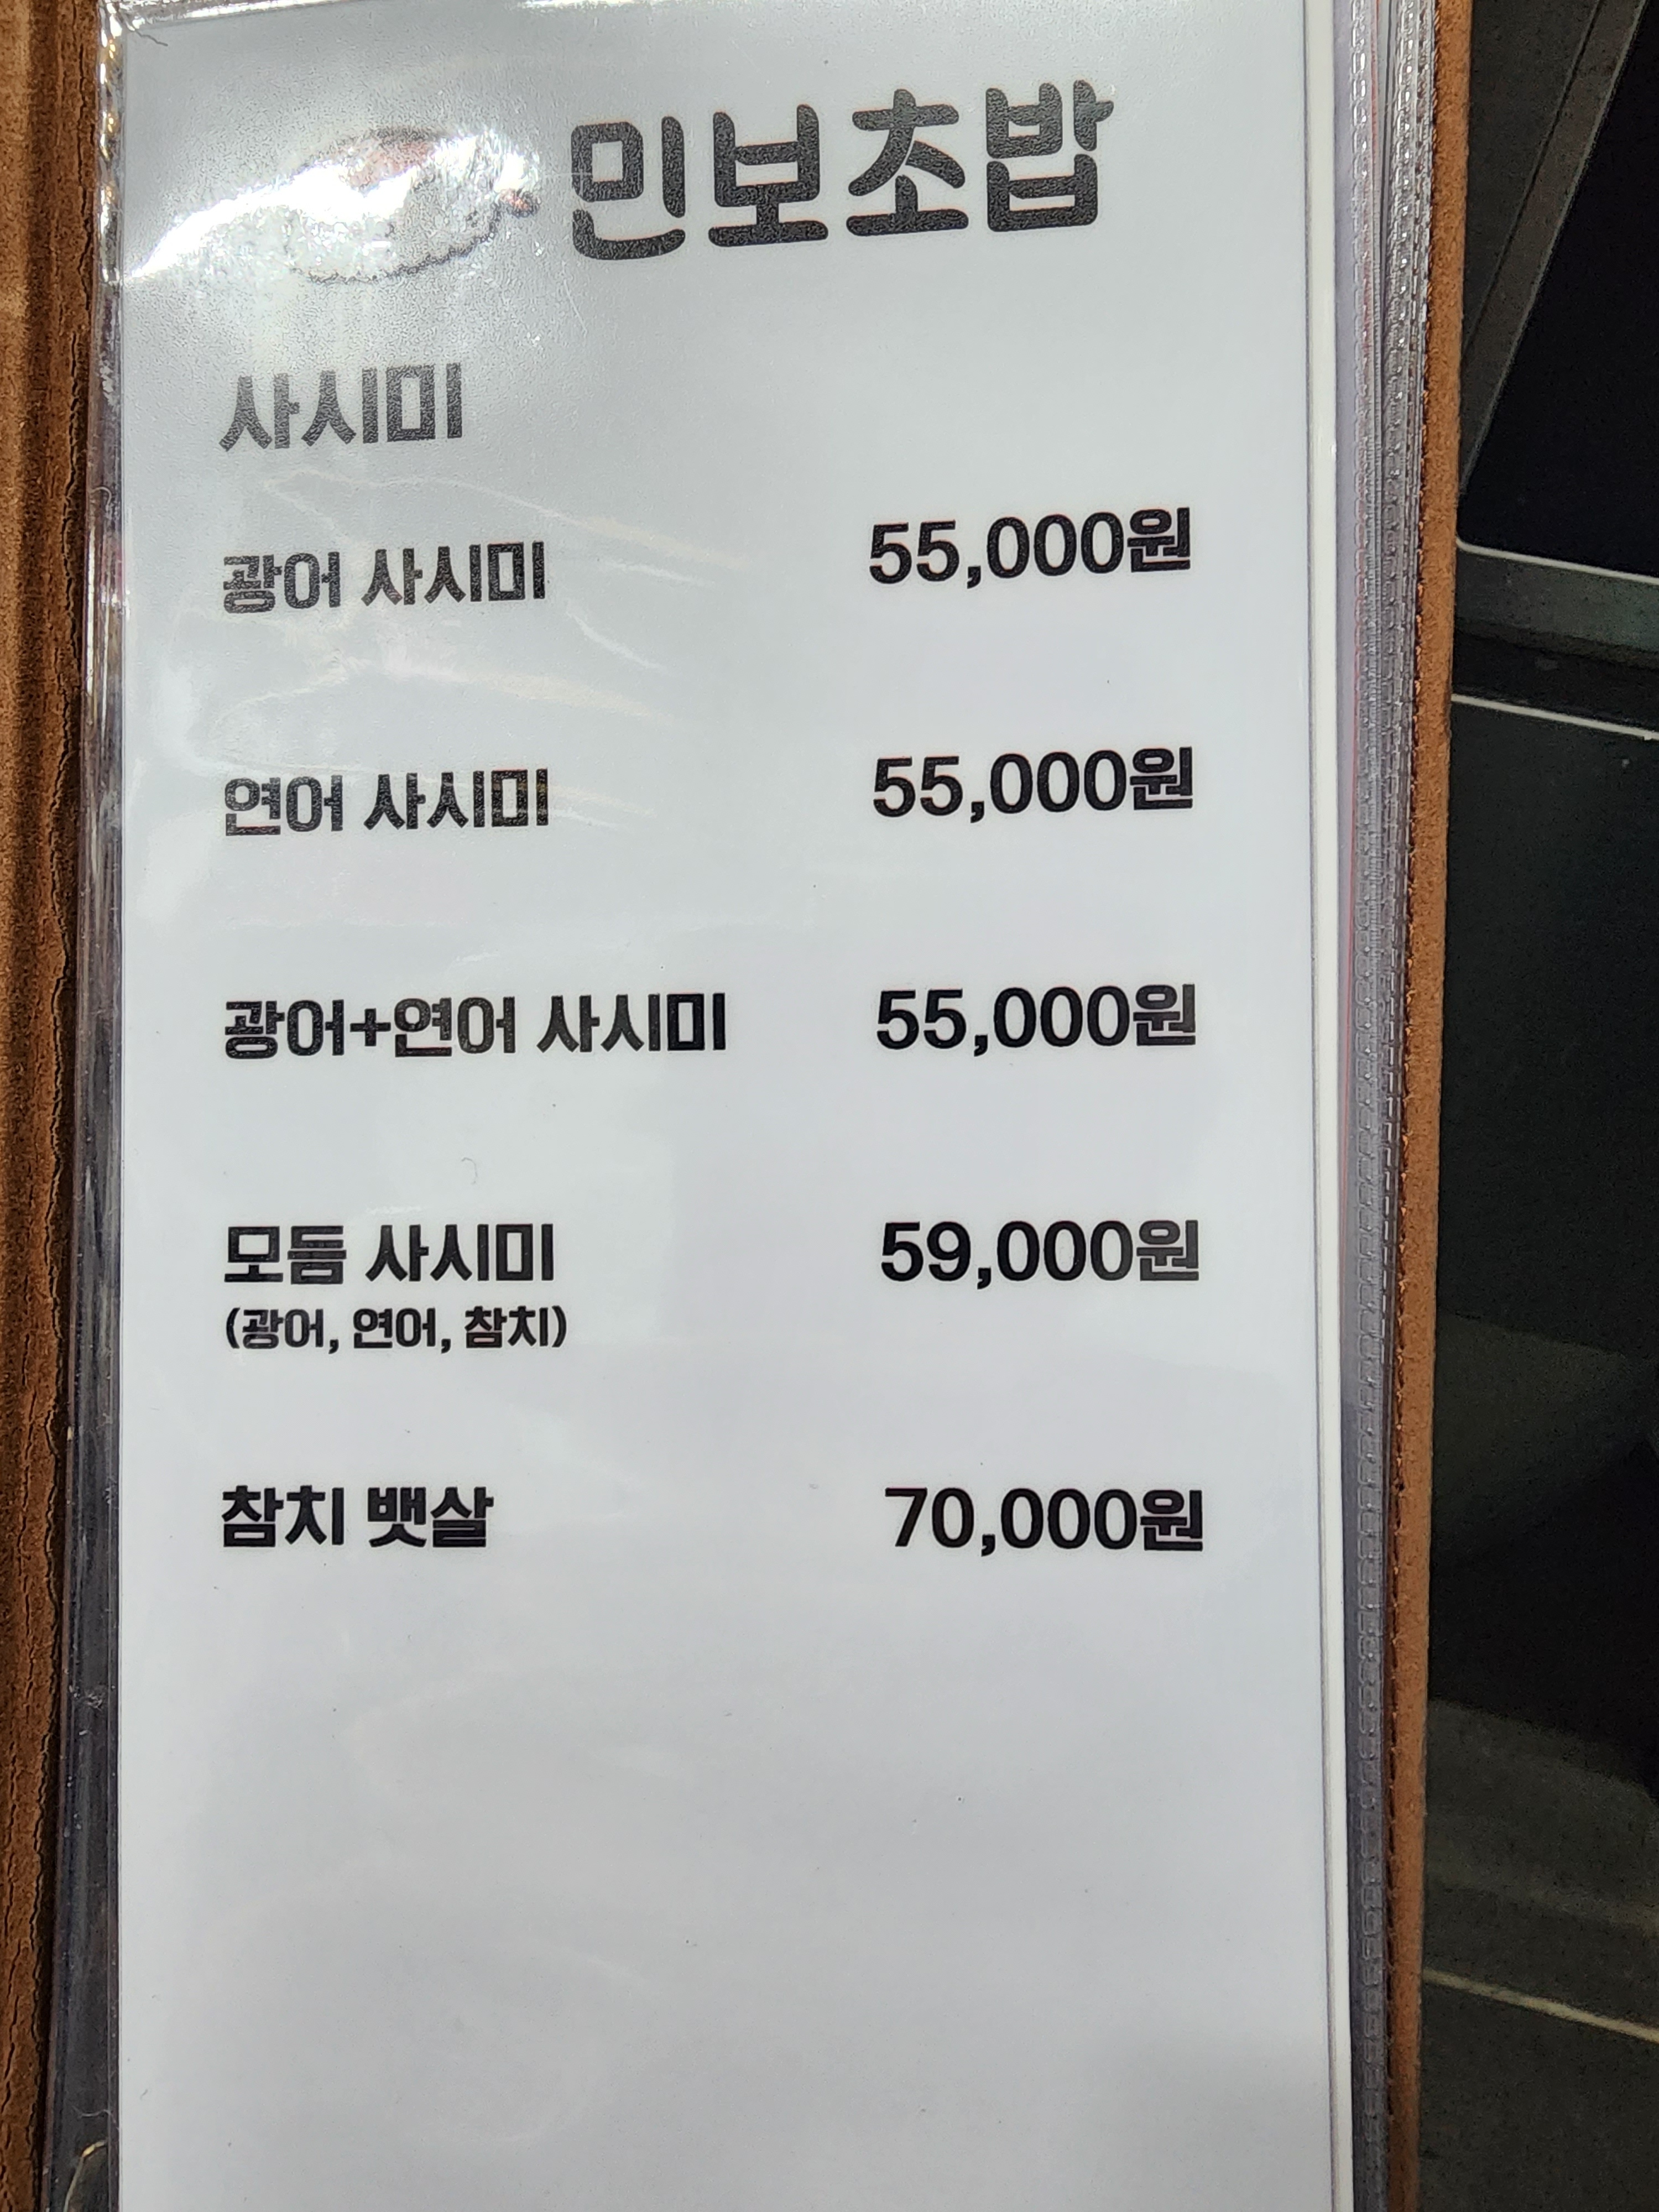 민보초밥
사시미
광어 사시미 55,000원
연어 사시미 55,000원
광어+연어 사시미 55,000원
모듬 사시미 59,000원
(광어, 연어, 참치)
참치 뱃살 70,000원